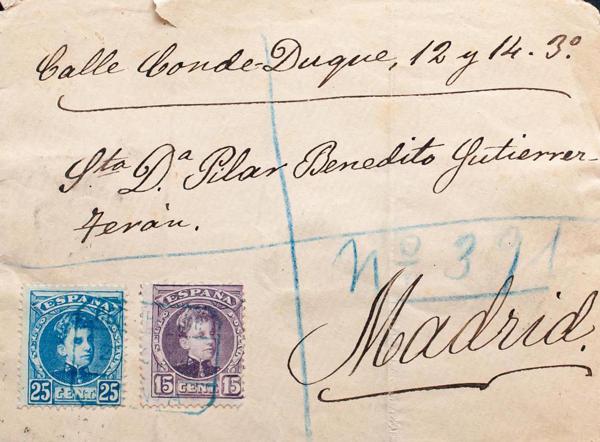 Calle Conde-Duque, 12 y 14. 3º
Sta Dª Pilar Benedito Gutierrez-
Terán.
Nº 391
Madrid.
ESPAÑA
25 CENT. 25
ESPAÑA
15 CENT. 15